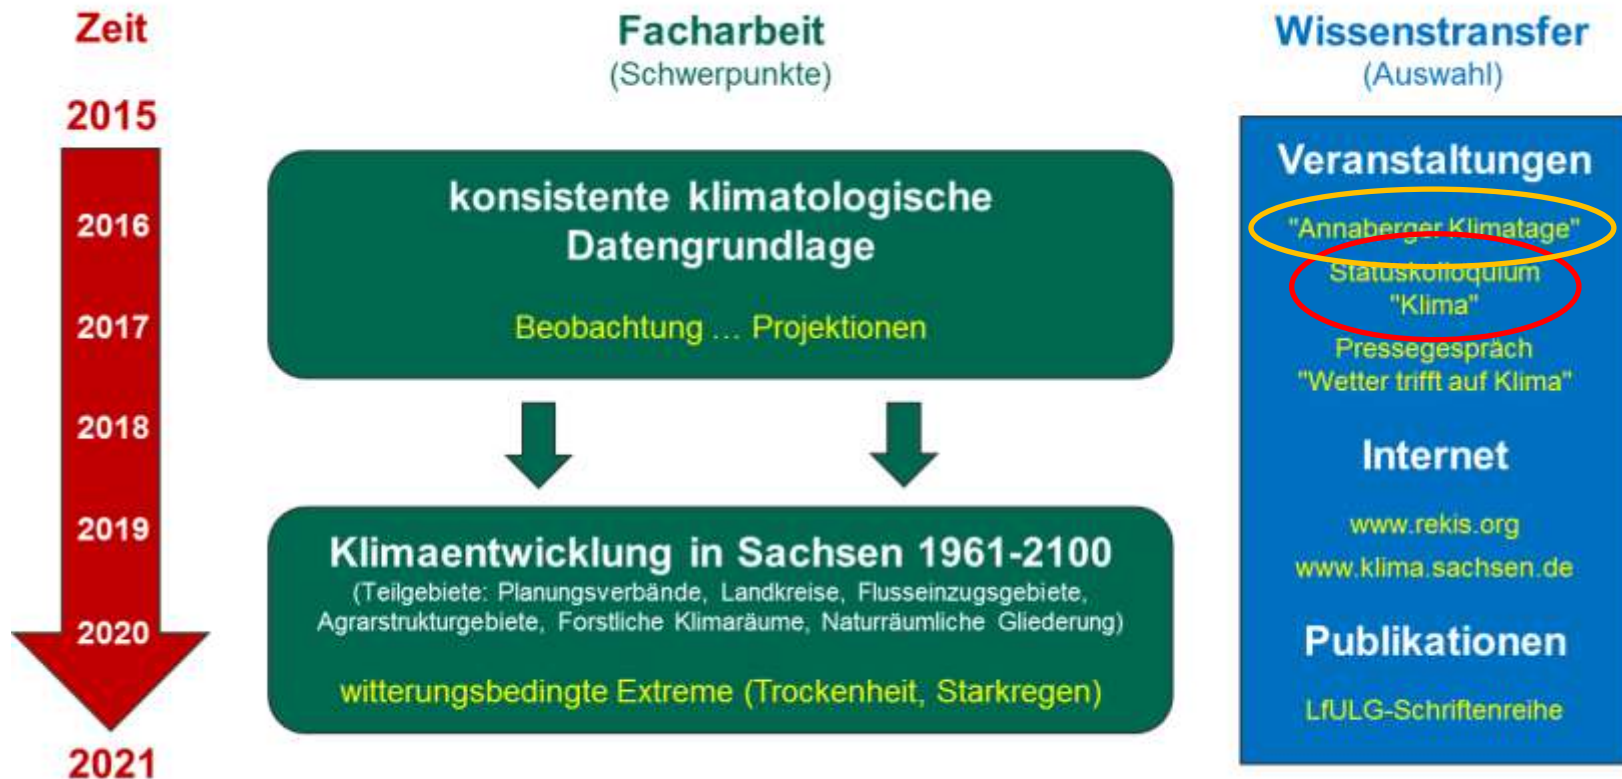 Zeit
2015
2016
2017
2018
2019
2020
2021
Facharbeit
(Schwerpunkte)
konsistente klimatologische
Datengrundlage
Beobachtung ... Projektionen
Klimaentwicklung in Sachsen 1961-2100
(Teilgebiete: Planungsverbände, Landkreise, Flusseinzugsgebiete,
Agrarstrukturgebiete, Forstliche Klimaräume, Naturräumliche Gliederung)
witterungsbedingte Extreme (Trockenheit, Starkregen)
Wissenstransfer
(Auswahl)
Veranstaltungen
"Annaberger Klimatage"
Statuskolloquium
"Klima"
Pressegespräch
"Wetter trifft auf Klima"
Internet
www.rekis.org
www.klima.sachsen.de
Publikationen
LfULG-Schriftenreihe